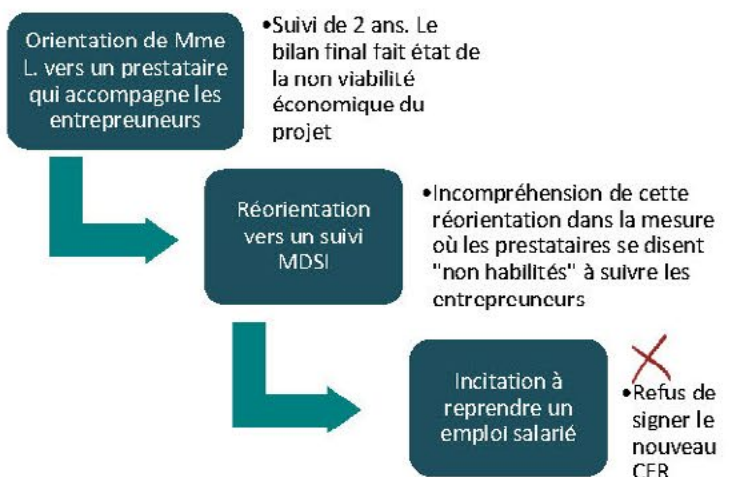 Orientation de Mme
L. vers un prestataire
qui accompagne les
entrepreuneurs
•Suivi de 2 ans. Le
bilan final fait état de
la non viabilité
économique du
projet
Réorientation
vers un suivi
MDSI
•Incompréhension de cette
réorientation dans la mesure
où les prestataires se disent
"non habilités" à suivre les
entrepreuneurs
Incitation à
reprendre un
emploi salarié
•Refus de
signer le
nouveau
CER